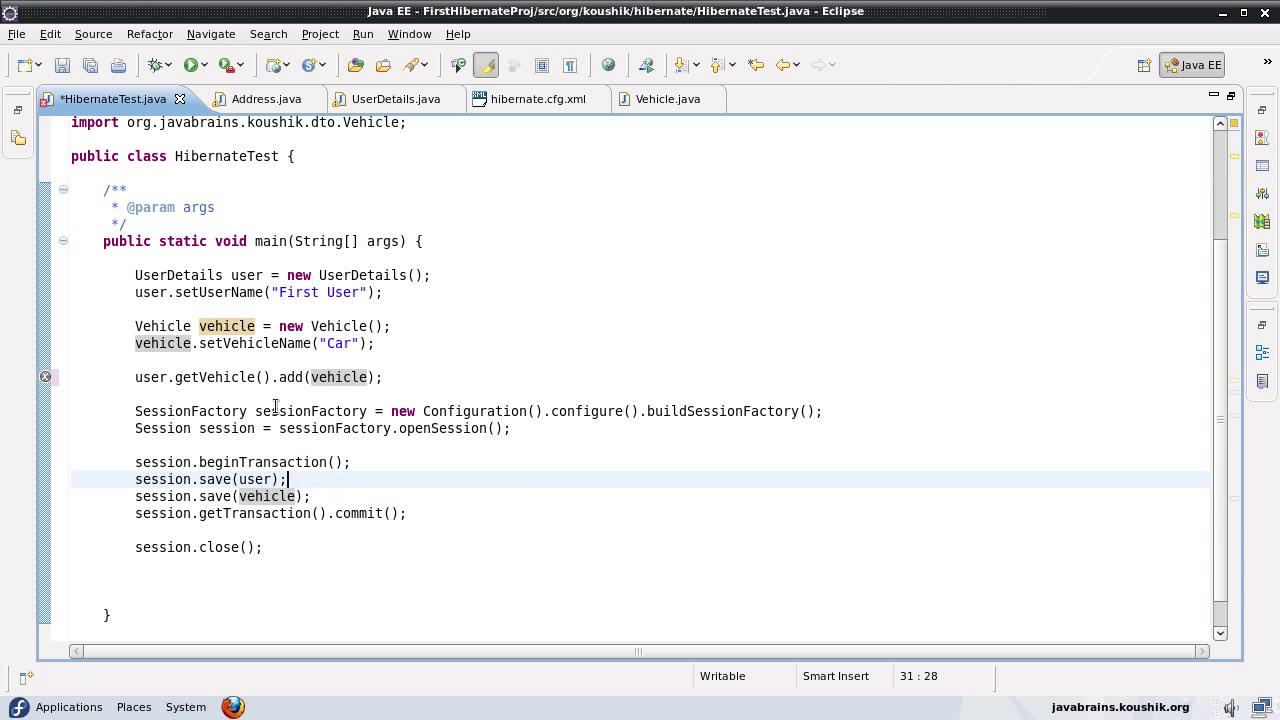 Java EE - FirstHibernateProj/src/org/koushik/hibernate/HibernateTest.java - Eclipse
File Edit Source Refactor Navigate Search Project Run Window Help
Java EE
*HibernateTest.java Address.java UserDetails.java hibernate.cfg.xml Vehicle.java
import org.javabrains.koushik.dto.Vehicle;
public class HibernateTest {
/**
* @param args
*/
public static void main(String[] args) {
UserDetails user = new UserDetails();
user.setUserName("First User");
Vehicle vehicle = new Vehicle();
vehicle.setVehicleName("Car");
user.getVehicle().add(vehicle);
SessionFactory sessionFactory = new Configuration().configure().buildSessionFactory();
Session session = sessionFactory.openSession();
session.beginTransaction();
session.save(user);
session.save(vehicle);
session.getTransaction().commit();
session.close();
}
Writable Smart Insert 31 : 28
Applications Places System javabrains.koushik.org